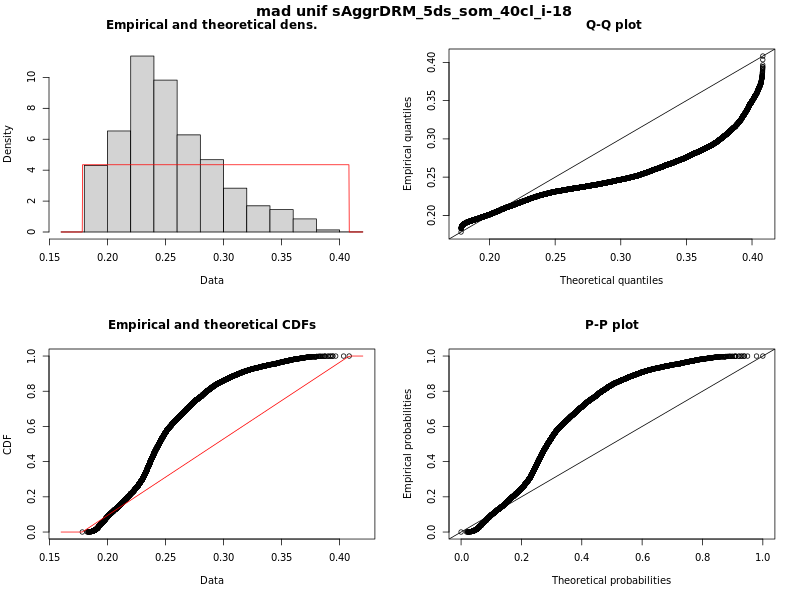 mad unif sAggrDRM_5ds_som_40cl_i-18
Empirical and theoretical dens.
Density
0 2 4 6 8 10
0.15 0.20 0.25 0.30 0.35 0.40
Data
Q-Q plot
Empirical quantiles
0.20 0.25 0.30 0.35 0.40
0.20 0.25 0.30 0.35 0.40
Theoretical quantiles
Empirical and theoretical CDFs
CDF
0.0 0.2 0.4 0.6 0.8 1.0
0.15 0.20 0.25 0.30 0.35 0.40
Data
P-P plot
Empirical probabilities
0.0 0.2 0.4 0.6 0.8 1.0
0.0 0.2 0.4 0.6 0.8 1.0
Theoretical probabilities